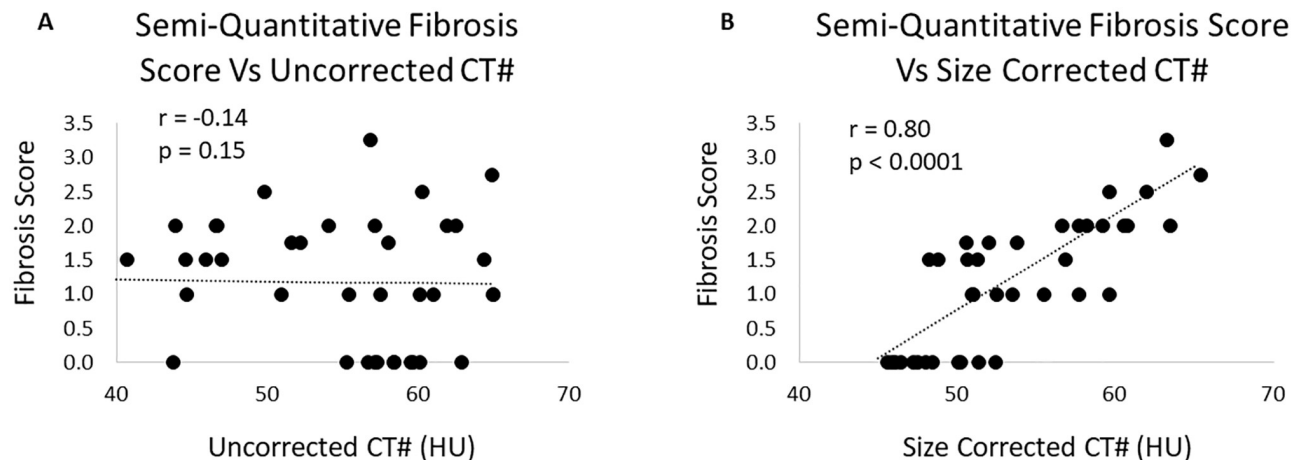 A
Semi-Quantitative Fibrosis
Score Vs Uncorrected CT#
r = -0.14
p = 0.15
Fibrosis Score
3.5
3.0
2.5
2.0
1.5
1.0
0.5
0.0
40
50
60
70
Uncorrected CT# (HU)
B
Semi-Quantitative Fibrosis Score
Vs Size Corrected CT#
r = 0.80
p < 0.0001
Fibrosis Score
3.5
3.0
2.5
2.0
1.5
1.0
0.5
0.0
40
50
60
70
Size Corrected CT# (HU)